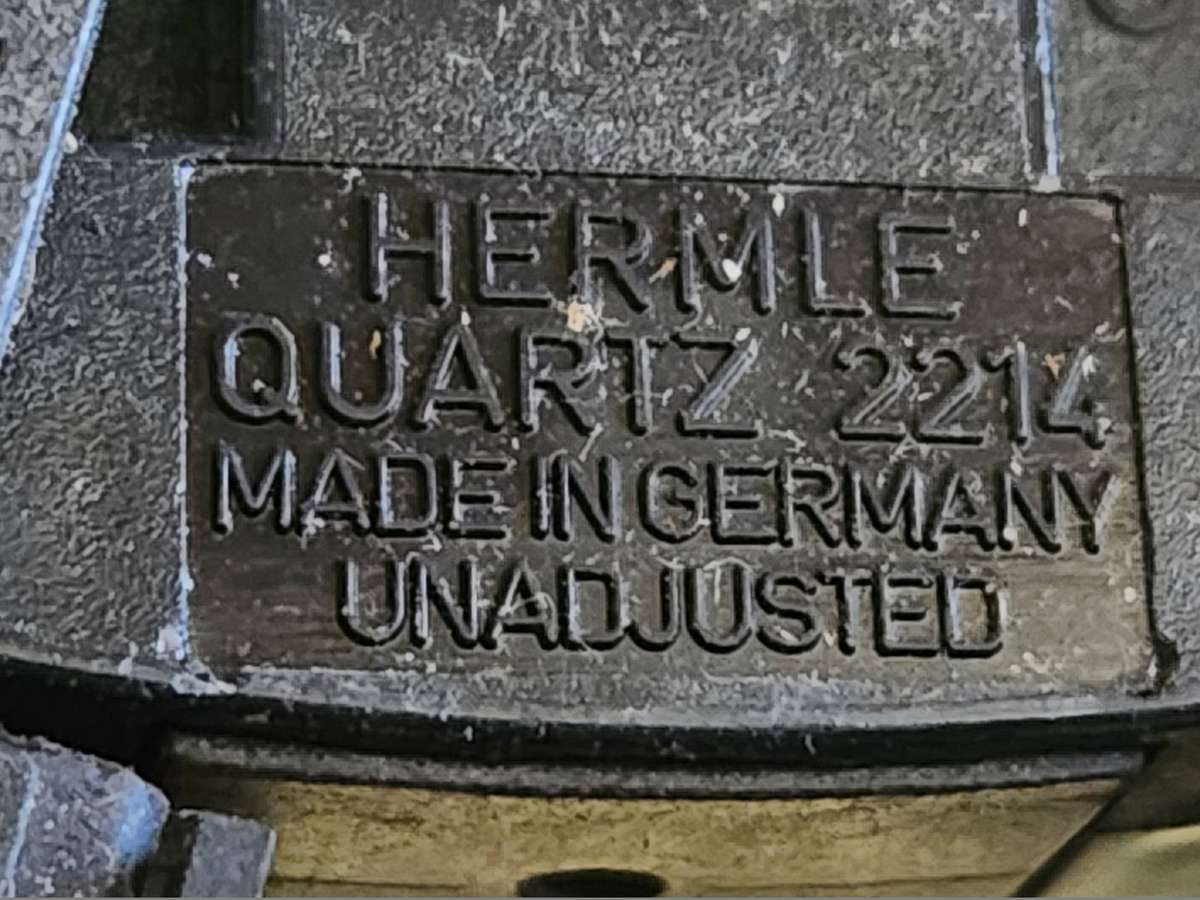 HERMLE
QUARTZ 2214
MADE IN GERMANY
UNADJUSTED